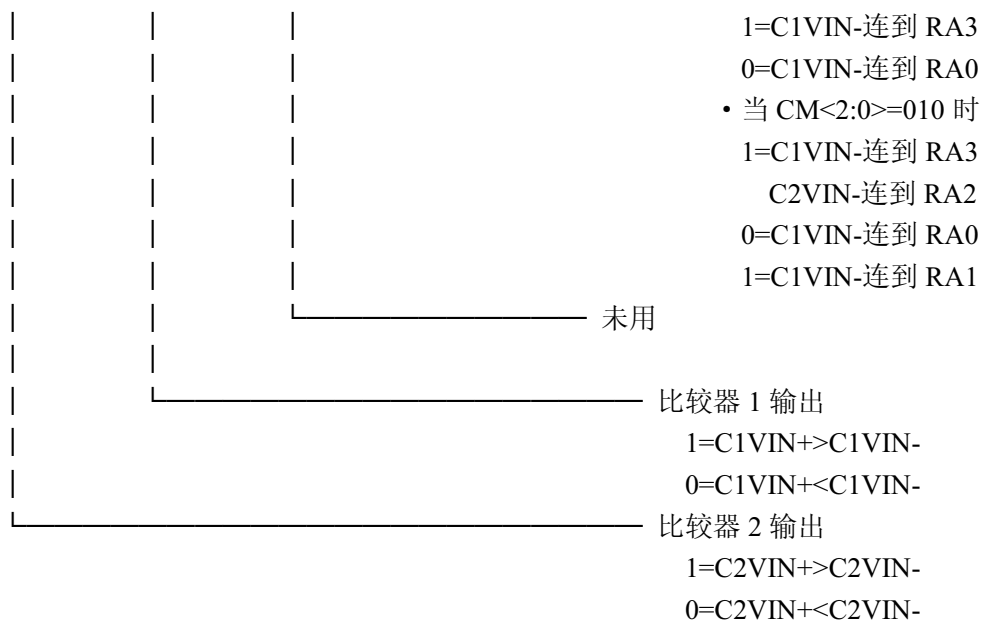 1=C1VIN-连到 RA3
0=C1VIN-连到 RA0
·当 CM<2:0>=010 时
1=C1VIN-连到 RA3
C2VIN-连到 RA2
0=C1VIN-连到 RA0
1=C1VIN-连到 RA1
未用
比较器 1 输出
1=C1VIN+>C1VIN-
0=C1VIN+<C1VIN-
比较器 2 输出
1=C2VIN+>C2VIN-
0=C2VIN+<C2VIN-